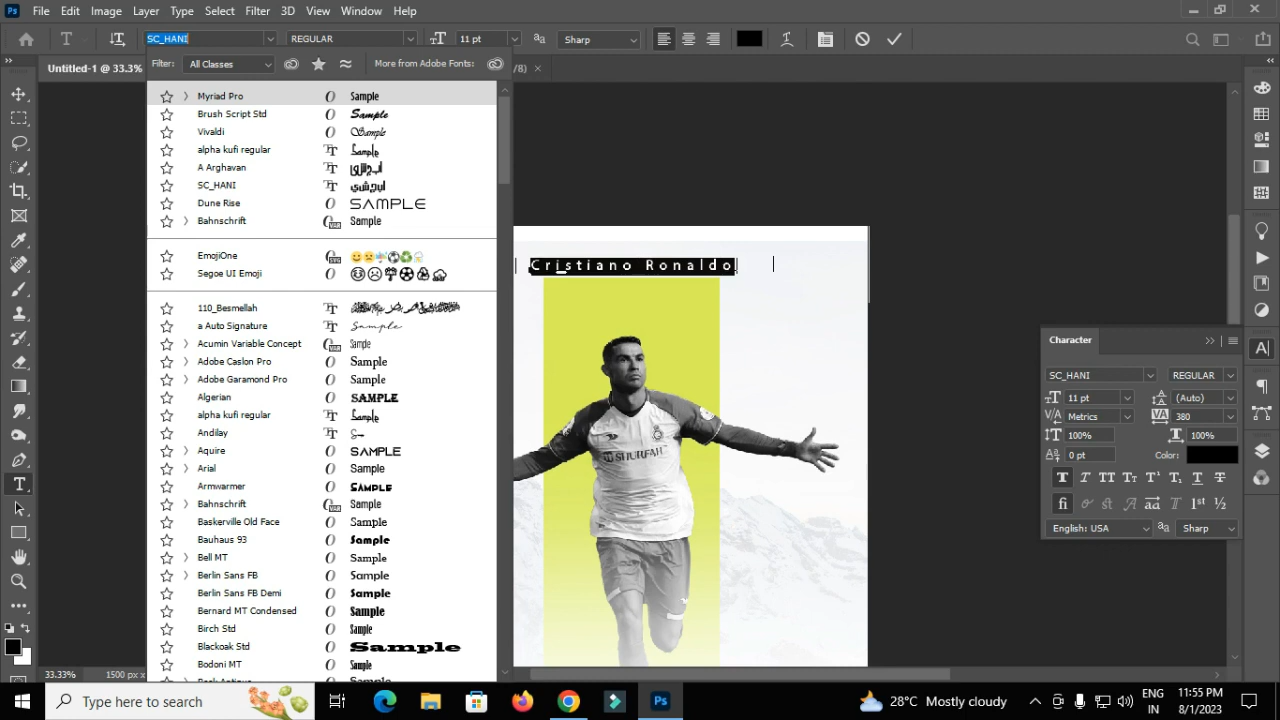 Ps File Edit Image Layer Type Select Filter 3D View Window Help
SC_HANI REGULAR 11 pt Sharp
Untitled-1 @ 33.3% /8)
Filter: All Classes More from Adobe Fonts:
Myriad Pro Sample
Brush Script Std Sample
Vivaldi Sample
alpha kufi regular Sample
A Arghavan
SC_HANI
Dune Rise SAMPLE
Bahnschrift Sample
EmojiOne
Segoe UI Emoji
110_Besmellah
a Auto Signature Sample
Acumin Variable Concept Sample
Adobe Caslon Pro Sample
Adobe Garamond Pro Sample
Algerian SAMPLE
alpha kufi regular Sample
Andilay
Aquire SAMPLE
Arial Sample
Armwarmer SAMPLE
Bahnschrift Sample
Baskerville Old Face Sample
Bauhaus 93 Sample
Bell MT Sample
Berlin Sans FB Sample
Berlin Sans FB Demi Sample
Bernard MT Condensed Sample
Birch Std Sample
Blackoak Std Sample
Bodoni MT Sample
Cristiano Ronaldo
SHURFAH
Character
SC_HANI REGULAR
11 pt (Auto)
Metrics 380
100% 100%
0 pt Color:
English: USA Sharp
33.33% 1500 px
Type here to search
28°C Mostly cloudy
ENG IN
11:55 PM
8/1/2023